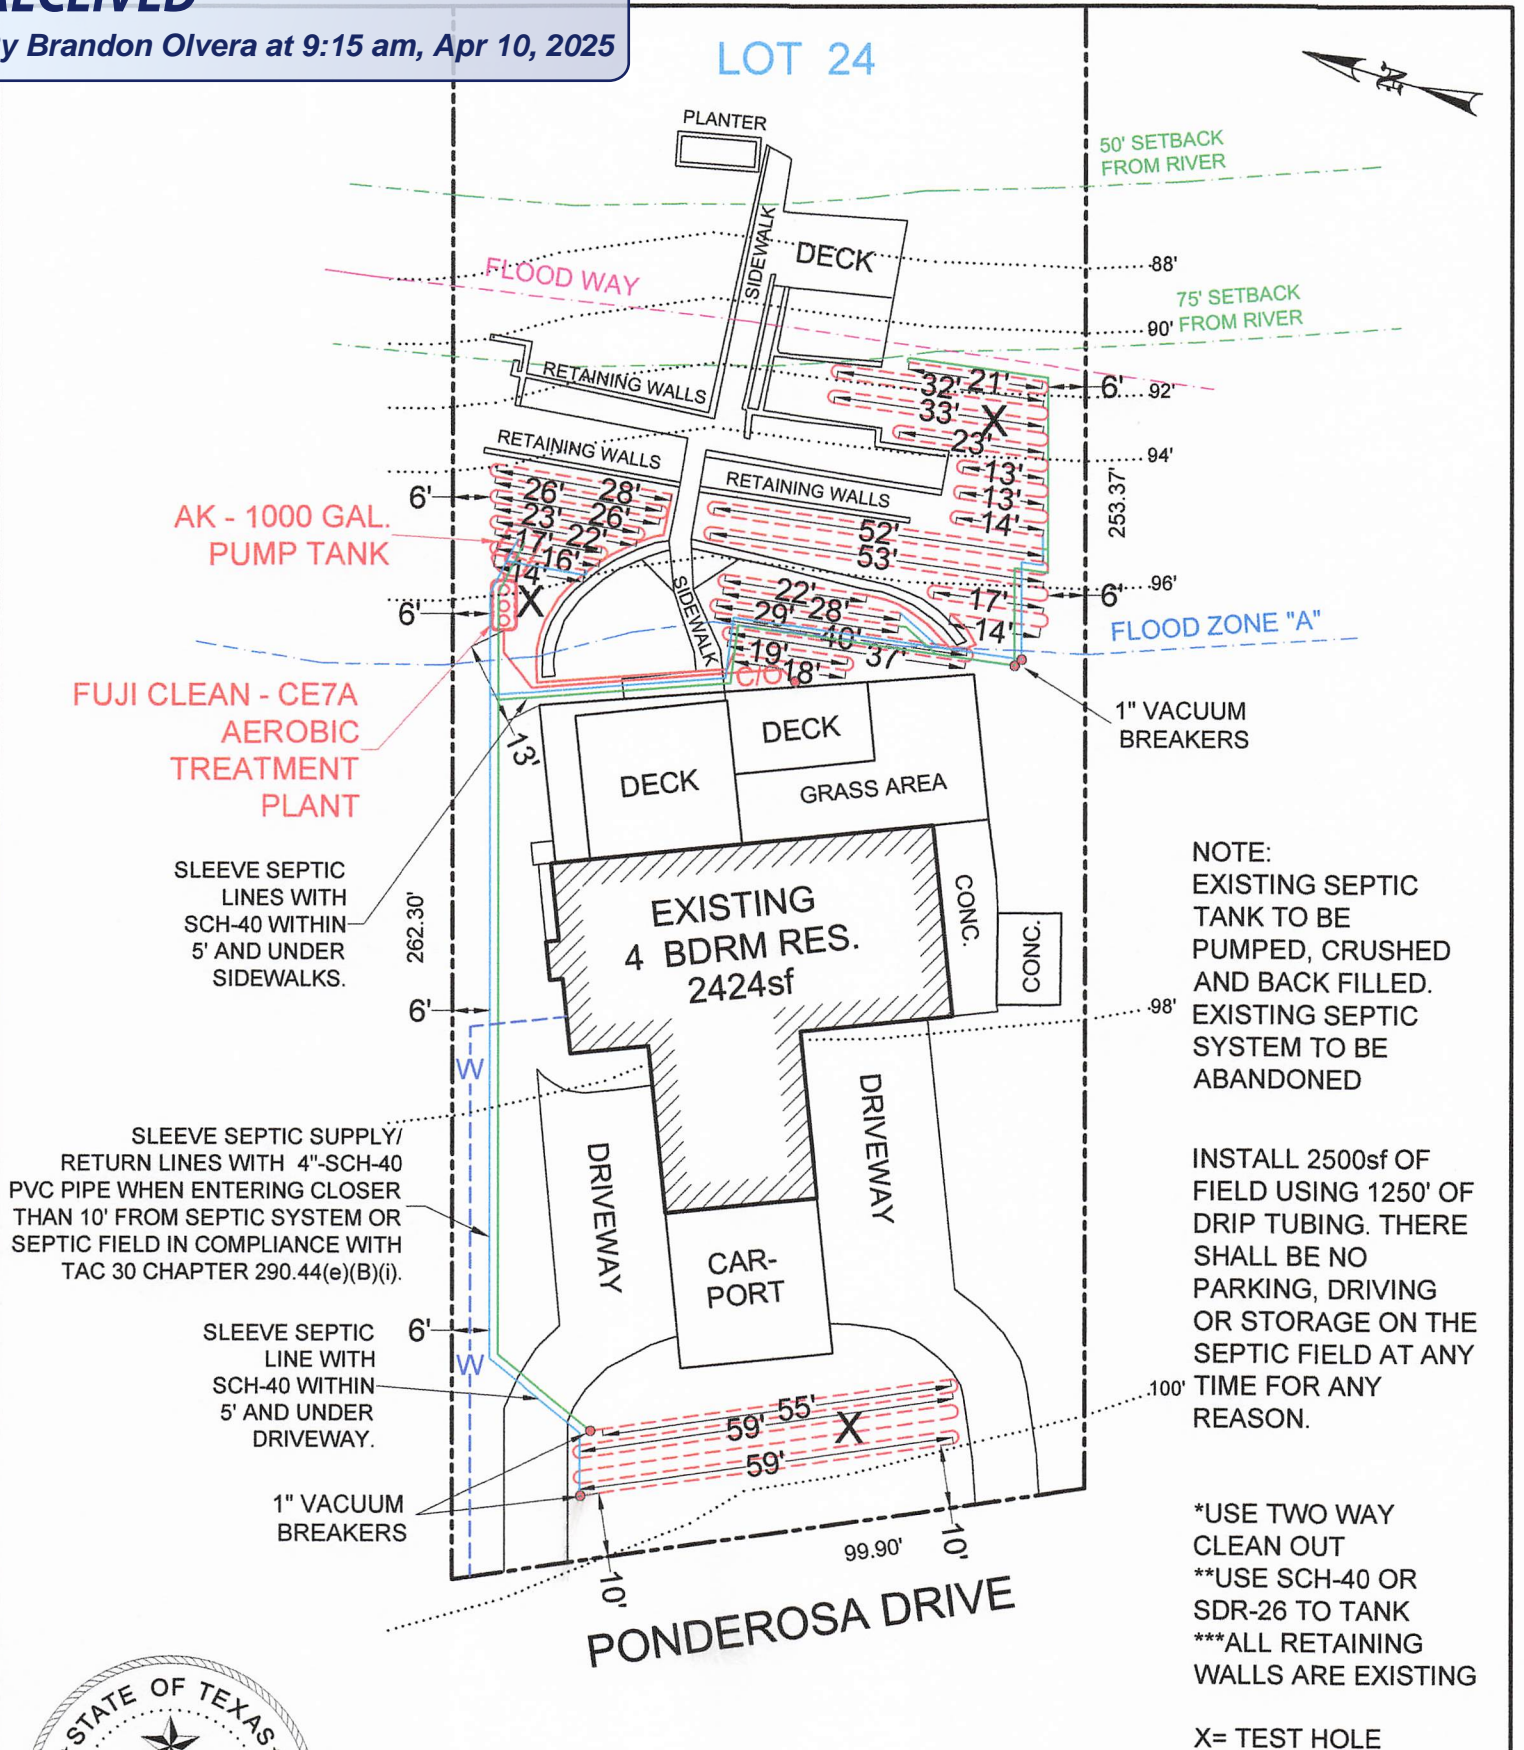 RECEIVED
By Brandon Olvera at 9:15 am, Apr 10, 2025
LOT 24
N
PLANTER
50' SETBACK
FROM RIVER
SIDEWALK
DECK
FLOOD WAY
88'
75' SETBACK
FROM RIVER
90'
RETAINING WALLS
21'
32'
33'
X
23'
6'
92'
94'
RETAINING WALLS
RETAINING WALLS
13'
13'
14'
253.37'
6'
26'
28'
23'
26'
17'
22'
16'
14'
AK - 1000 GAL.
PUMP TANK
52'
53'
X
6'
SIDEWALK
22'
28'
29'
40'
19'
37'
18'
C/O
17'
14'
96'
6'
FLOOD ZONE "A"
FUJI CLEAN - CE7A
AEROBIC
TREATMENT
PLANT
13'
1" VACUUM
BREAKERS
DECK
DECK
GRASS AREA
SLEEVE SEPTIC
LINES WITH
SCH-40 WITHIN
5' AND UNDER
SIDEWALKS.
262.30'
EXISTING
4 BDRM RES.
2424sf
CONC.
CONC.
NOTE:
EXISTING SEPTIC
TANK TO BE
PUMPED, CRUSHED
AND BACK FILLED.
EXISTING SEPTIC
SYSTEM TO BE
ABANDONED
6'
98'
W
SLEEVE SEPTIC SUPPLY/
RETURN LINES WITH 4"-SCH-40
PVC PIPE WHEN ENTERING CLOSER
THAN 10' FROM SEPTIC SYSTEM OR
SEPTIC FIELD IN COMPLIANCE WITH
TAC 30 CHAPTER 290.44(e)(B)(i).
DRIVEWAY
DRIVEWAY
CAR-
PORT
INSTALL 2500sf OF
FIELD USING 1250' OF
DRIP TUBING. THERE
SHALL BE NO
PARKING, DRIVING
OR STORAGE ON THE
SEPTIC FIELD AT ANY
TIME FOR ANY
REASON.
6'
W
SLEEVE SEPTIC
LINE WITH
SCH-40 WITHIN
5' AND UNDER
DRIVEWAY.
55'
59'
X
59'
100'
1" VACUUM
BREAKERS
10'
99.90'
10'
PONDEROSA DRIVE
*USE TWO WAY
CLEAN OUT
**USE SCH-40 OR
SDR-26 TO TANK
***ALL RETAINING
WALLS ARE EXISTING
X= TEST HOLE
STATE OF TEXAS